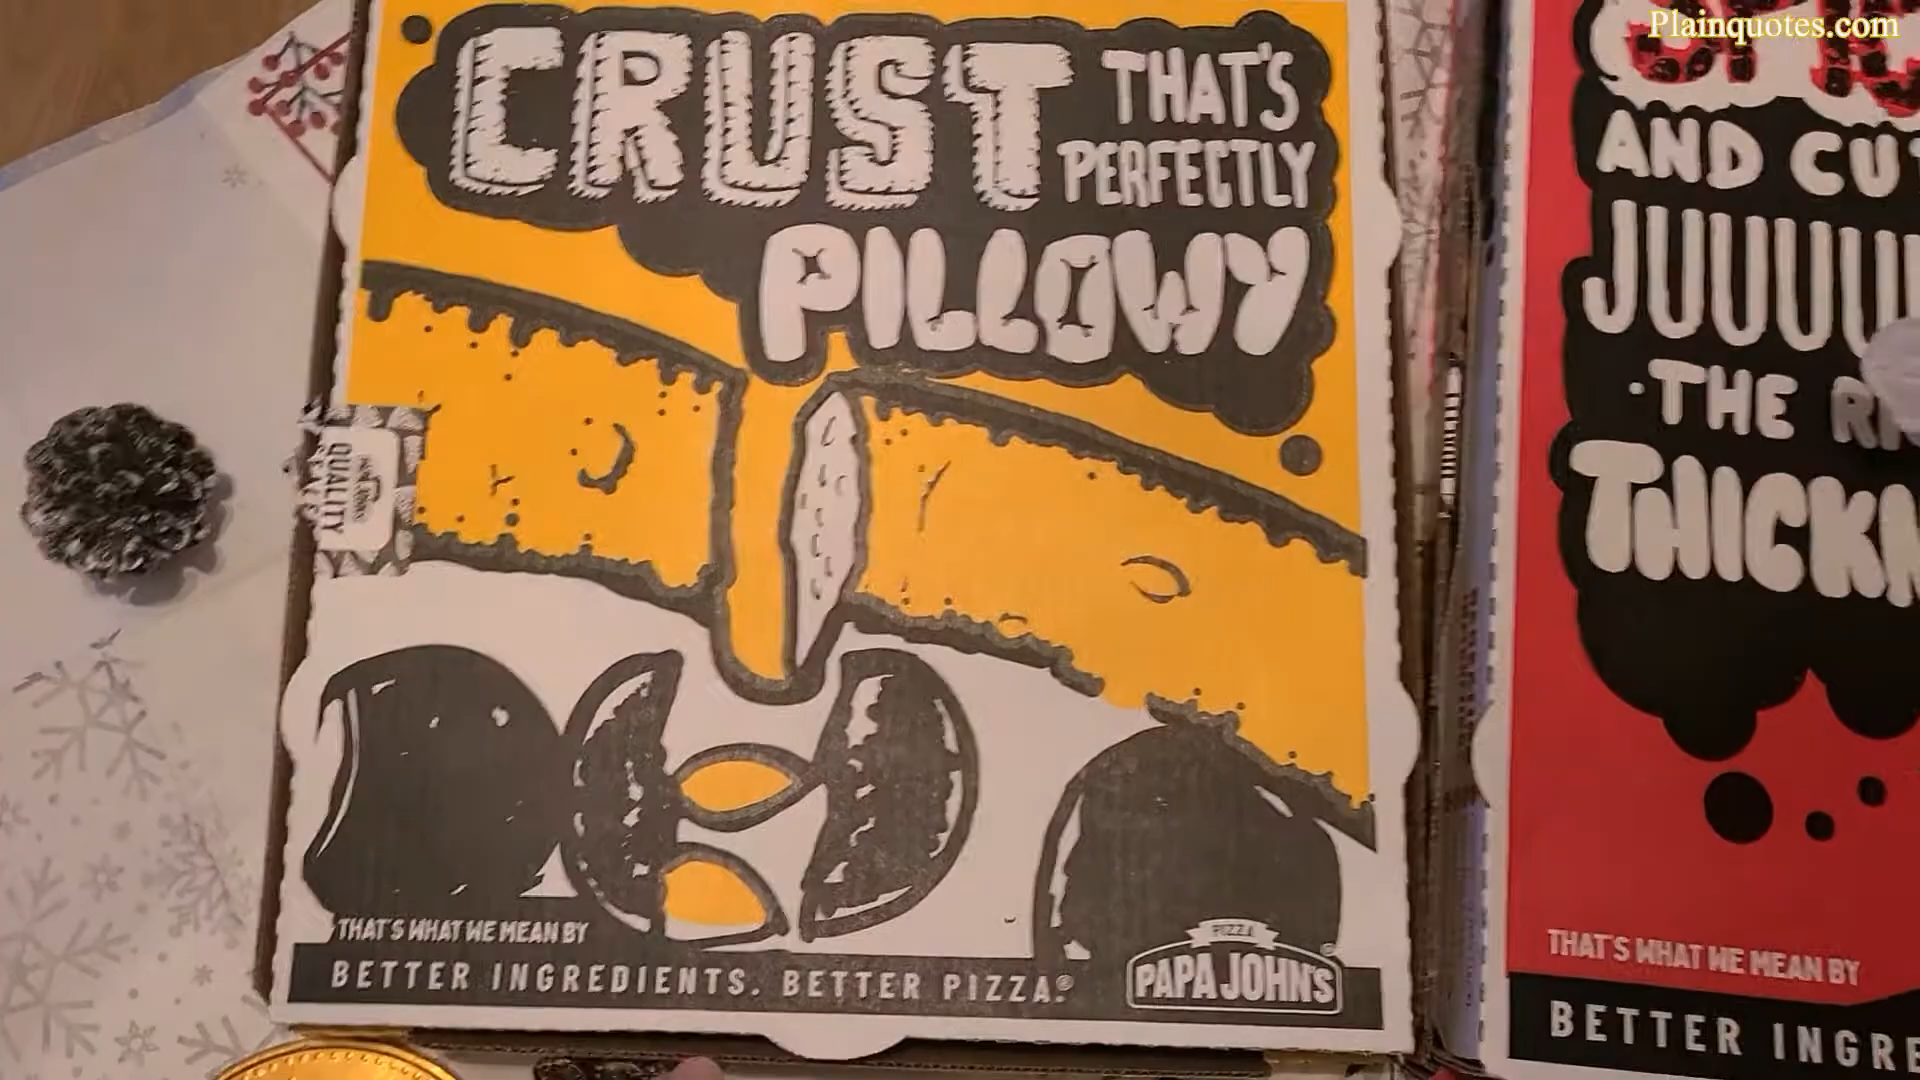 Plainquotes.com
CRUST THAT'S
PERFECTLY
PILLOWY
QUALITY
THAT'S WHAT WE MEAN BY
BETTER INGREDIENTS. BETTER PIZZA.®
PIZZA
PAPA JOHN'S
AND
JUUUU
THE
THAT'S WHAT WE MEAN BY
BETTER